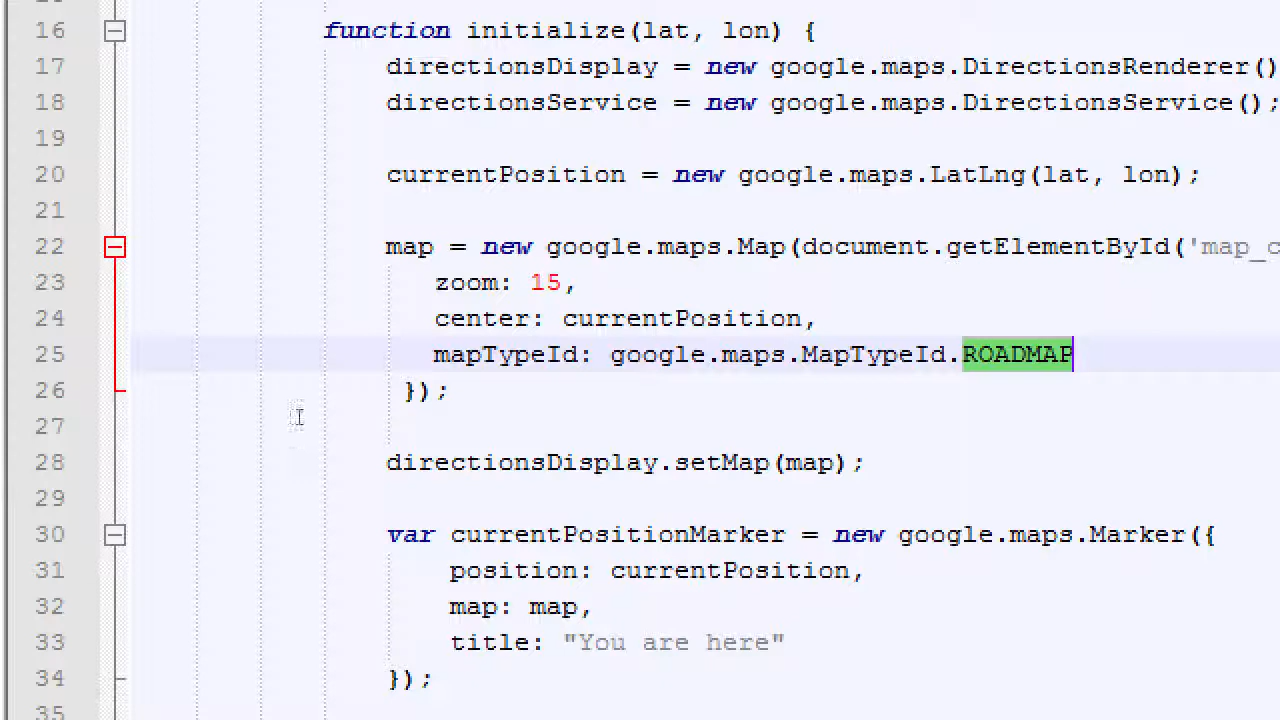 16 function initialize(lat, lon) {
17 directionsDisplay = new google.maps.DirectionsRenderer()
18 directionsService = new google.maps.DirectionsService();
19
20 currentPosition = new google.maps.LatLng(lat, lon);
21
22 map = new google.maps.Map(document.getElementById('map_c
23 zoom: 15,
24 center: currentPosition,
25 mapTypeId: google.maps.MapTypeId.ROADMAP
26 });
27
28 directionsDisplay.setMap(map);
29
30 var currentPositionMarker = new google.maps.Marker({
31 position: currentPosition,
32 map: map,
33 title: "You are here"
34 });
35